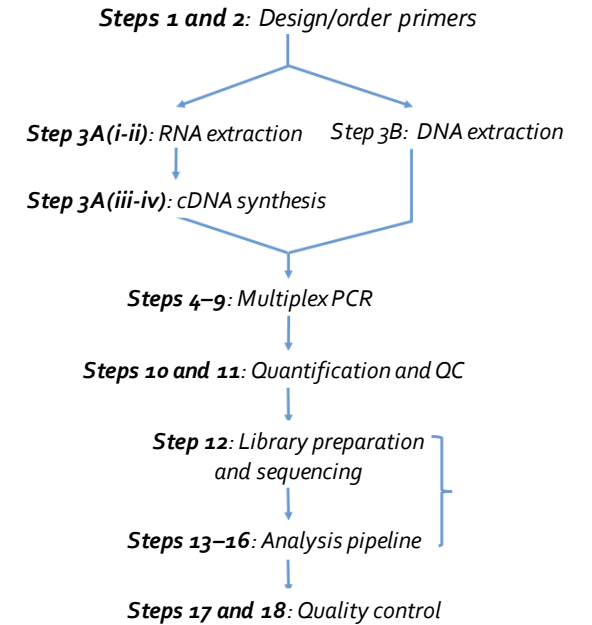 Steps 1 and 2: Design/order primers
Step 3A(i-ii): RNA extraction
Step 3B: DNA extraction
Step 3A(iii-iv): cDNA synthesis
Steps 4–9: Multiplex PCR
Steps 10 and 11: Quantification and QC
Step 12: Library preparation
and sequencing
Steps 13–16: Analysis pipeline
Steps 17 and 18: Quality control